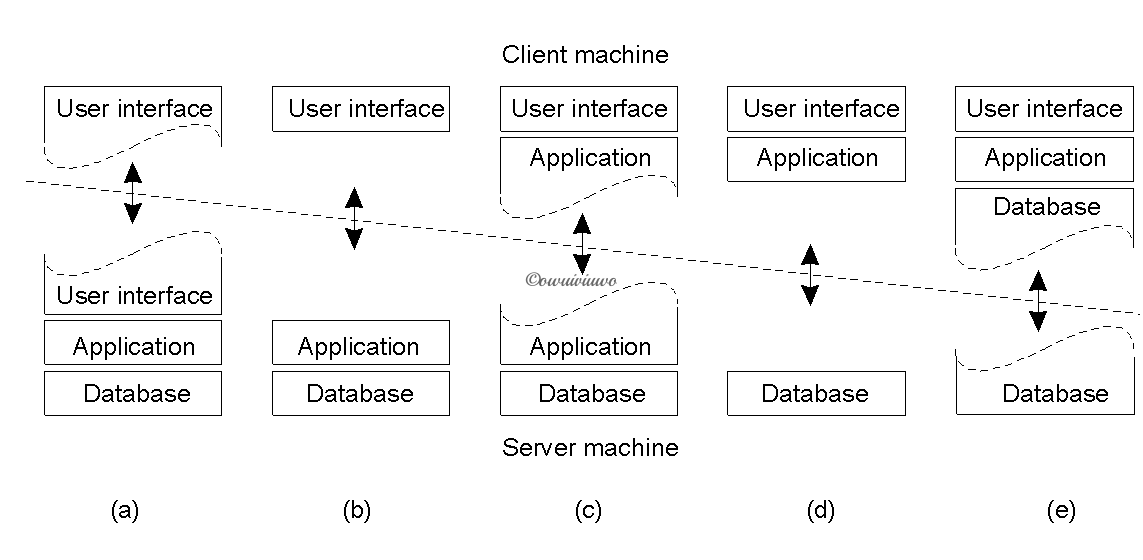 Client machine
User interface User interface User interface User interface User interface
Application Application Application
Database
©owuiviuwo
User interface
Application Application Application
Database Database Database Database Database
Server machine
(a) (b) (c) (d) (e)